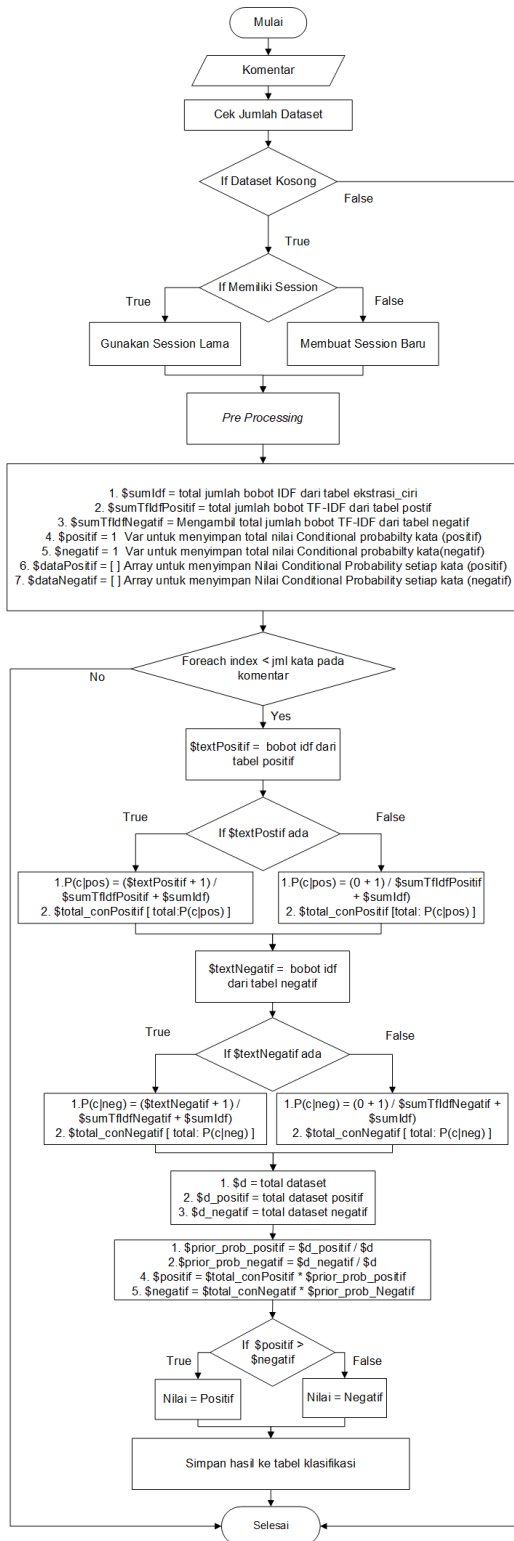 Mulai
Komentar
Cek Jumlah Dataset
If Dataset Kosong
False
True
If Memiliki Session
True
False
Gunakan Session Lama
Membuat Session Baru
Pre Processing
1. $sumIdf = total jumlah bobot IDF dari tabel ekstrasi_ciri
2. $sumTfIdfPositif = total jumlah bobot TF-IDF dari tabel postif
3. $sumTfIdfNegatif = Mengambil total jumlah bobot TF-IDF dari tabel negatif
4. $positif = 1 Var untuk menyimpan total nilai Conditional probabilty kata (positif)
5. $negatif = 1 Var untuk menyimpan total nilai Conditional probabilty kata(negatif)
6. $dataPositif = [ ] Array untuk menyimpan Nilai Conditional Probability setiap kata (positif)
7. $dataNegatif = [ ] Array untuk menyimpan Nilai Conditional Probability setiap kata (negatif)
Foreach index < jml kata pada
komentar
No
Yes
$textPositif = bobot idf dari
tabel positif
True
False
If $textPostif ada
1.P(c|pos) = ($textPositif + 1) /
$sumTfIdfPositif + $sumIdf)
2. $total_conPositif [ total:P(c|pos) ]
1.P(c|pos) = (0 + 1) / $sumTfIdfPositif
+ $sumIdf)
2. $total_conPositif [total: P(c|pos) ]
$textNegatif = bobot idf
dari tabel negatif
True
False
If $textNegatif ada
1.P(c|neg) = ($textNegatif + 1) /
$sumTfIdfNegatif + $sumIdf)
2. $total_conNegatif [ total: P(c|neg) ]
1.P(c|neg) = (0 + 1) / $sumTfIdfNegatif +
$sumIdf)
2. $total_conNegatif [ total: P(c|neg) ]
1. $d = total dataset
2. $d_positif = total dataset positif
3. $d_negatif = total dataset negatif
1. $prior_prob_positif = $d_positif / $d
2.$prior_prob_negatif = $d_negatif / $d
4. $positif = $total_conPositif * $prior_prob_positif
5. $negatif = $total_conNegatif * $prior_prob_Negatif
If $positif >
$negatif
True
False
Nilai = Positif
Nilai = Negatif
Simpan hasil ke tabel klasifikasi
Selesai